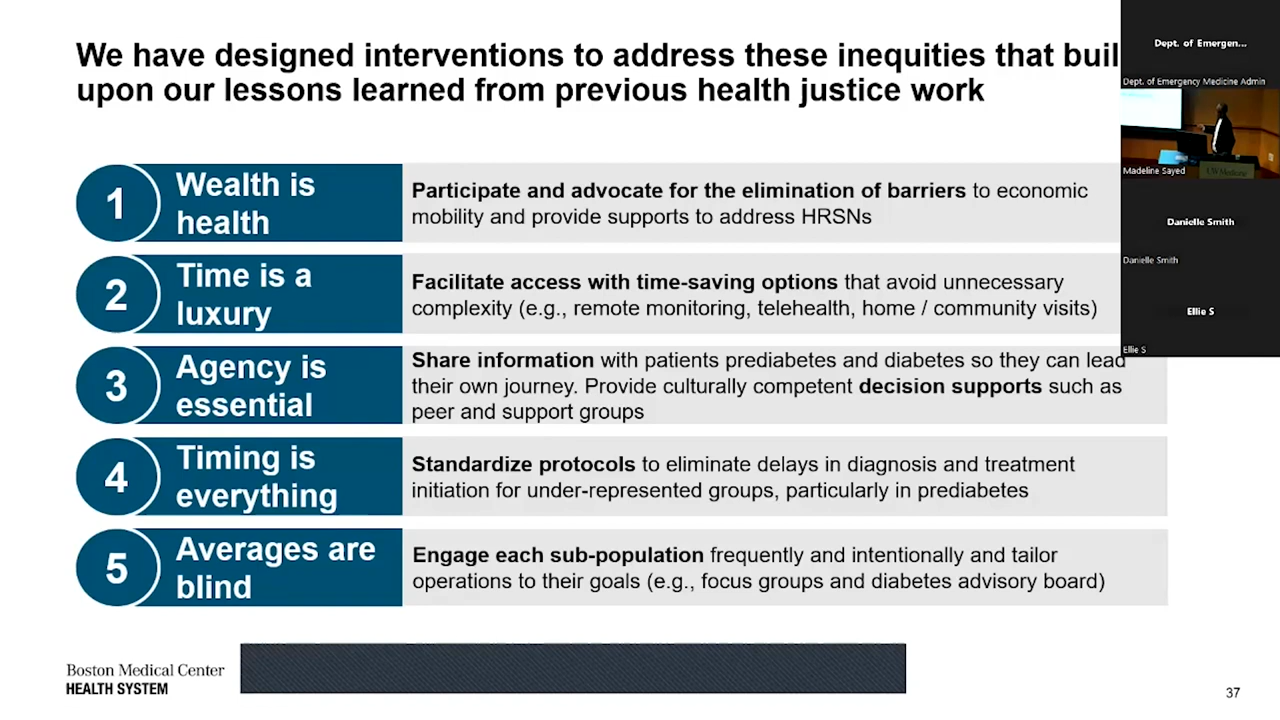 We have designed interventions to address these inequities that buil
upon our lessons learned from previous health justice work
1
Wealth is
health
Participate and advocate for the elimination of barriers to economic
mobility and provide supports to address HRSNs
2
Time is a
luxury
Facilitate access with time-saving options that avoid unnecessary
complexity (e.g., remote monitoring, telehealth, home / community visits)
3
Agency is
essential
Share information with patients prediabetes and diabetes so they can lead
their own journey. Provide culturally competent decision supports such as
peer and support groups
4
Timing is
everything
Standardize protocols to eliminate delays in diagnosis and treatment
initiation for under-represented groups, particularly in prediabetes
5
Averages are
blind
Engage each sub-population frequently and intentionally and tailor
operations to their goals (e.g., focus groups and diabetes advisory board)
Boston Medical Center
HEALTH SYSTEM
37
Dept. of Emergen...
Dept. of Emergency Medicine Admin
UW Medicine
Madeline Sayed
Danielle Smith
Danielle Smith
Ellie S
Ellie S